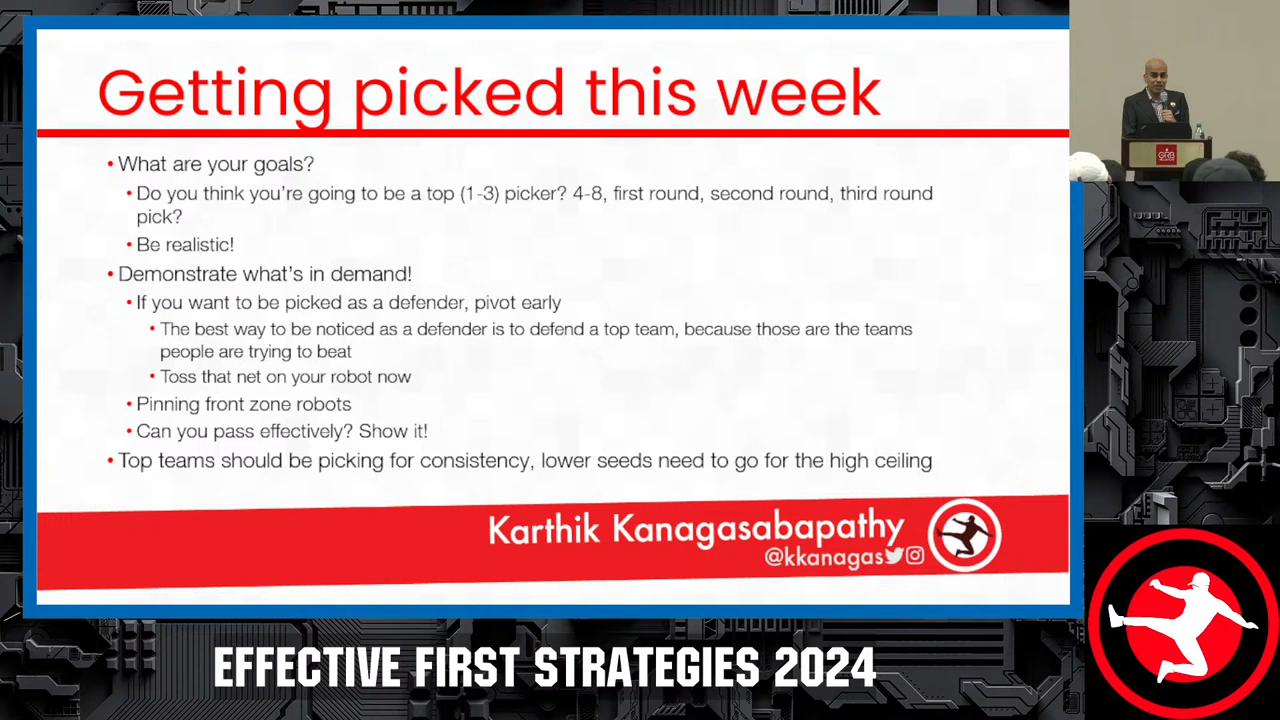 Getting picked this week
• What are your goals?
• Do you think you're going to be a top (1-3) picker? 4-8, first round, second round, third round
pick?
• Be realistic!
• Demonstrate what's in demand!
• If you want to be picked as a defender, pivot early
• The best way to be noticed as a defender is to defend a top team, because those are the teams
people are trying to beat
• Toss that net on your robot now
• Pinning front zone robots
• Can you pass effectively? Show it!
• Top teams should be picking for consistency, lower seeds need to go for the high ceiling
Karthik Kanagasabapathy
@kkanagas
GRB
EFFECTIVE FIRST STRATEGIES 2024